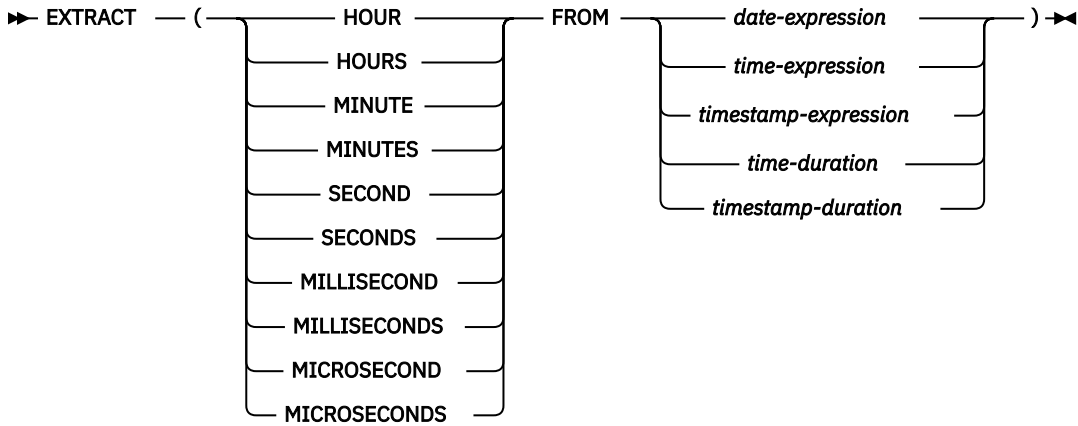 EXTRACT ( HOUR FROM date-expression )
HOURS time-expression
MINUTE timestamp-expression
MINUTES time-duration
SECOND timestamp-duration
SECONDS
MILLISECOND
MILLISECONDS
MICROSECOND
MICROSECONDS